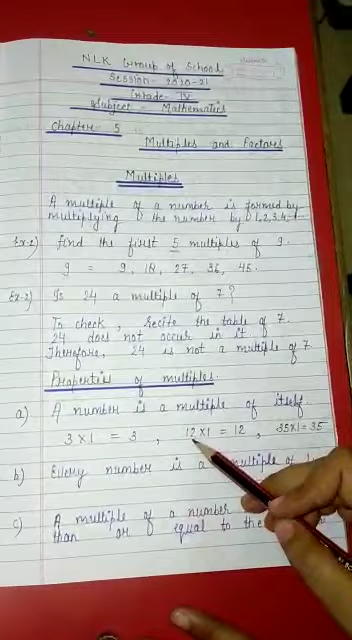 NLK Group of School
Session - 2020-21
Grade - IV
Subject - Mathematics
Chapter - 5
Multiples and Factors
Multiples
A multiple of a number is formed by
multiplying the number by 1,2,3,4
Ex-1) find the first 5 multiples of 9.
9 = 9, 18, 27, 36, 45.
Ex-2) Is 24 a multiple of 7?
To check, recite the table of 7.
24 does not occur in it.
Therefore, 24 is not a multiple of 7
Properties of multiples.
a) A number is a multiple of itself.
3 X 1 = 3, 12 X 1 = 12, 35 X 1 = 35
b) Every number is a multiple of
c) A multiple of a number
than or equal to the